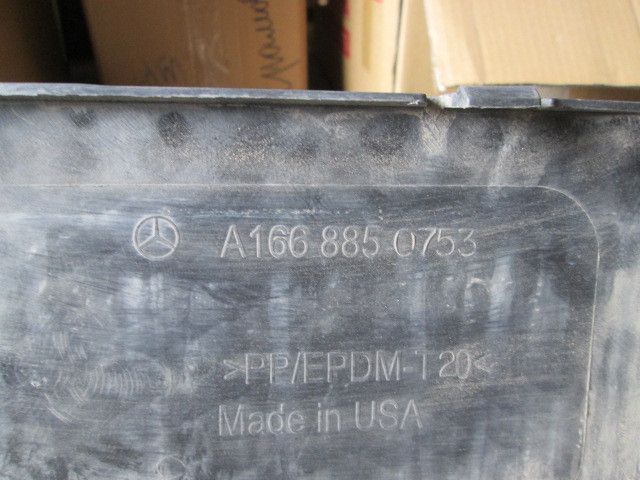 A166 885 0753
>PP/EPDM-T20<
Made in USA